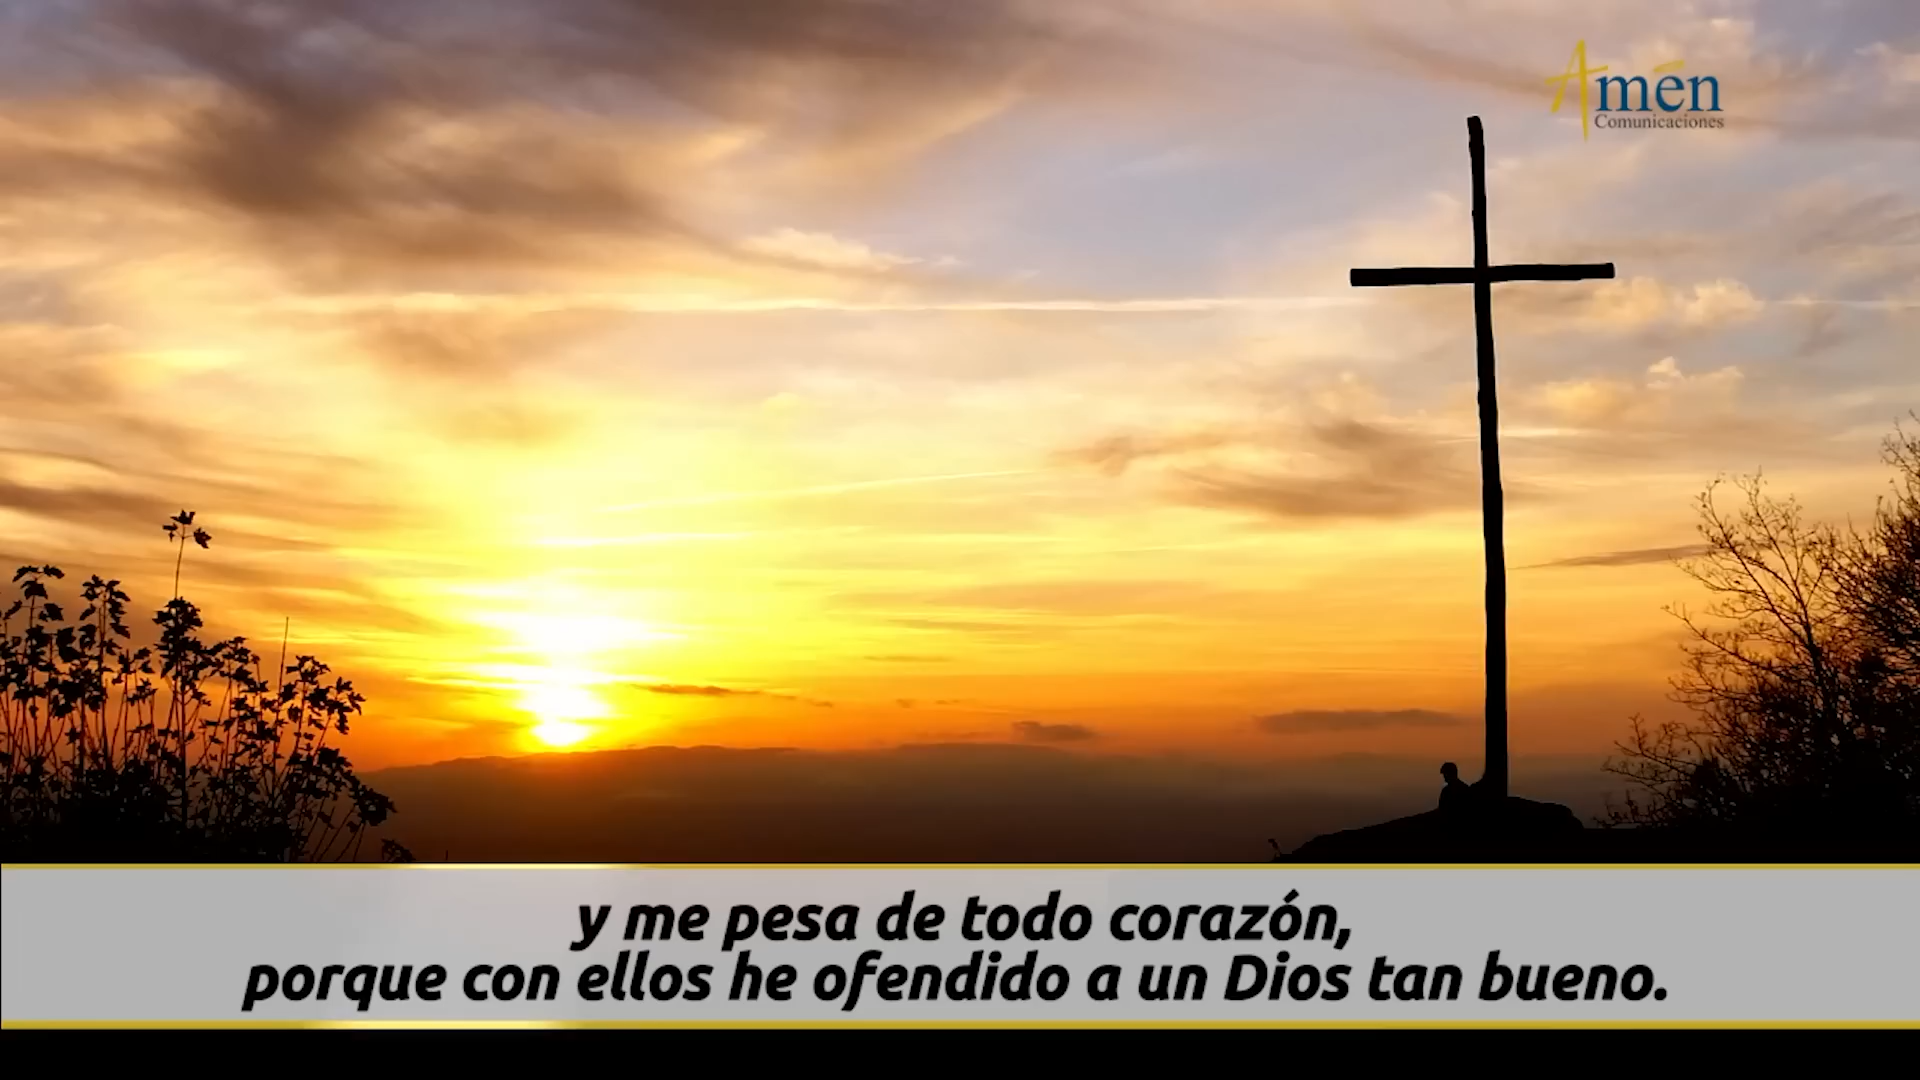 Amén
Comunicaciones
y me pesa de todo corazón,
porque con ellos he ofendido a un Dios tan bueno.